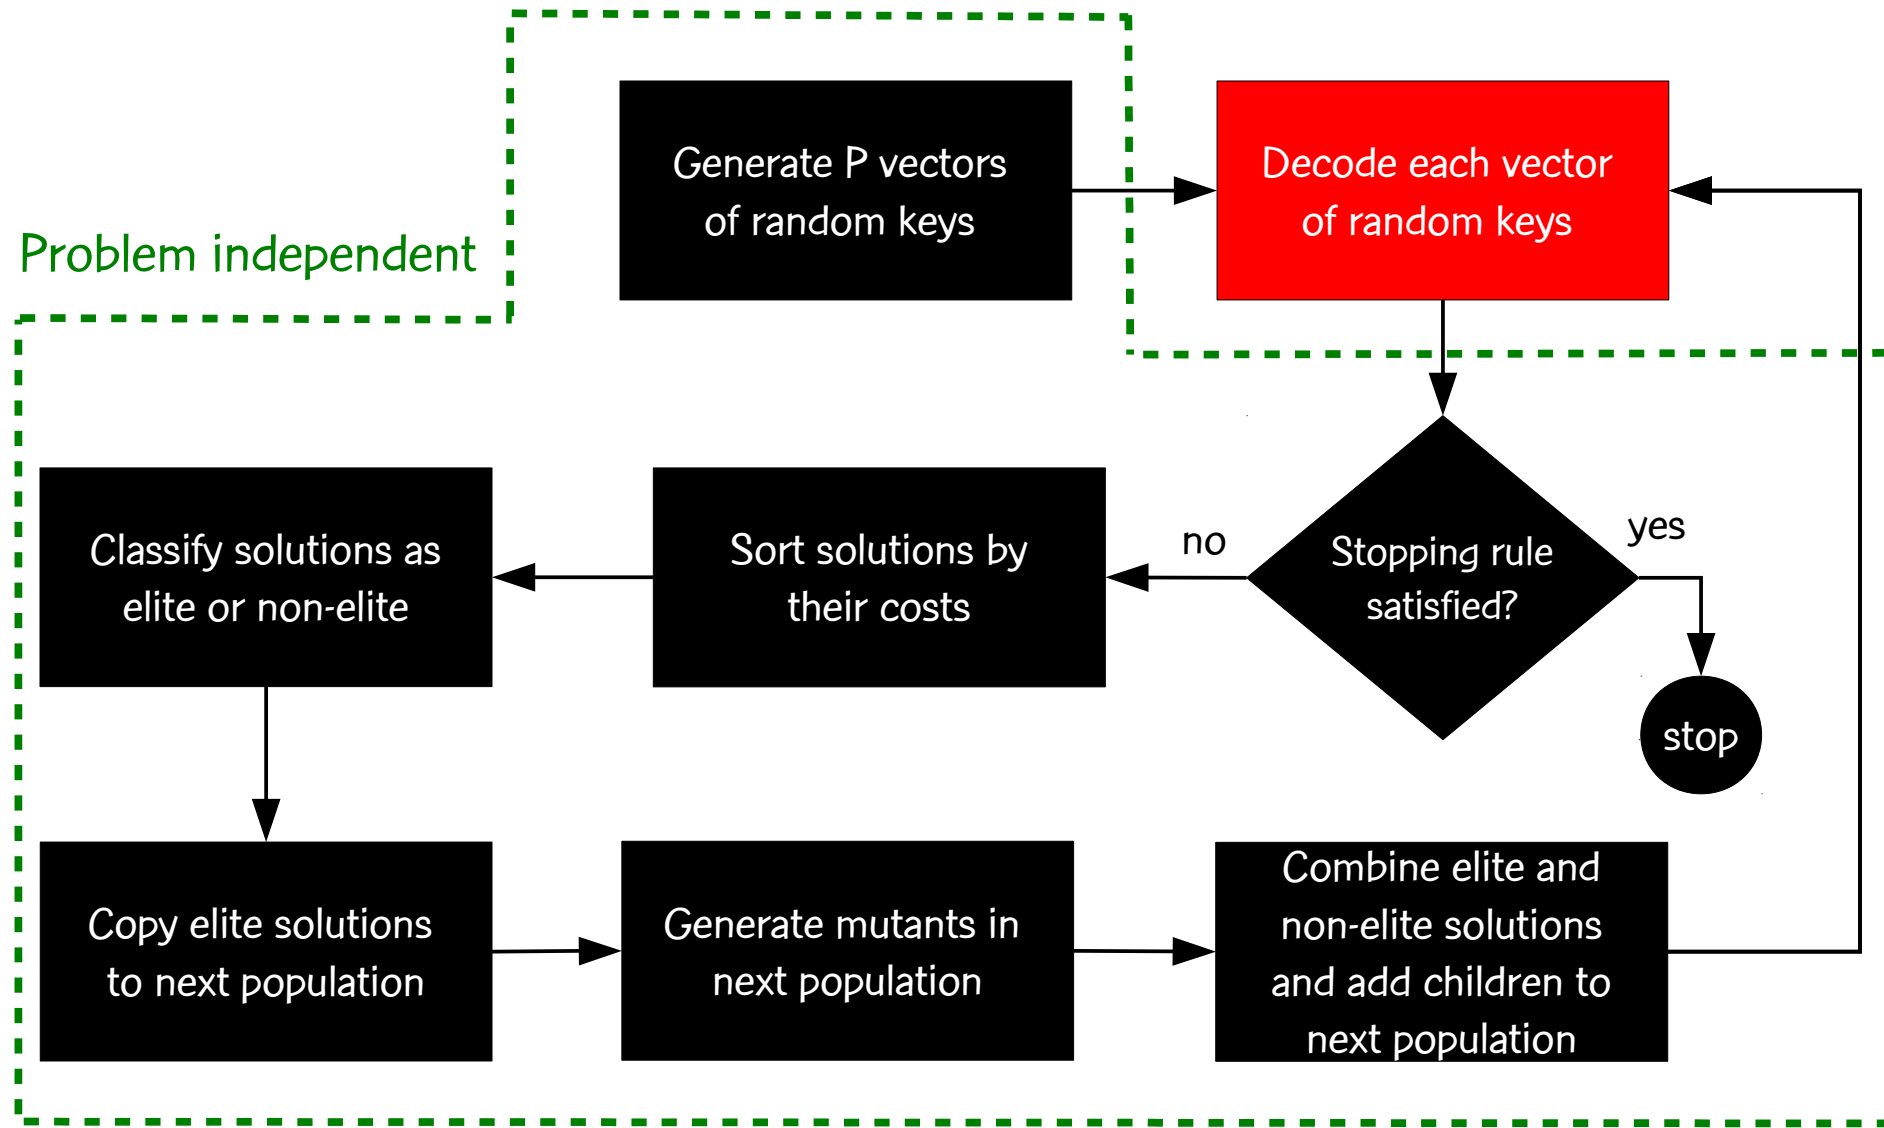 Generate P vectors
of random keys
Decode each vector
of random keys
Problem independent
Classify solutions as
elite or non-elite
Sort solutions by
their costs
no
Stopping rule
satisfied?
yes
stop
Copy elite solutions
to next population
Generate mutants in
next population
Combine elite and
non-elite solutions
and add children to
next population